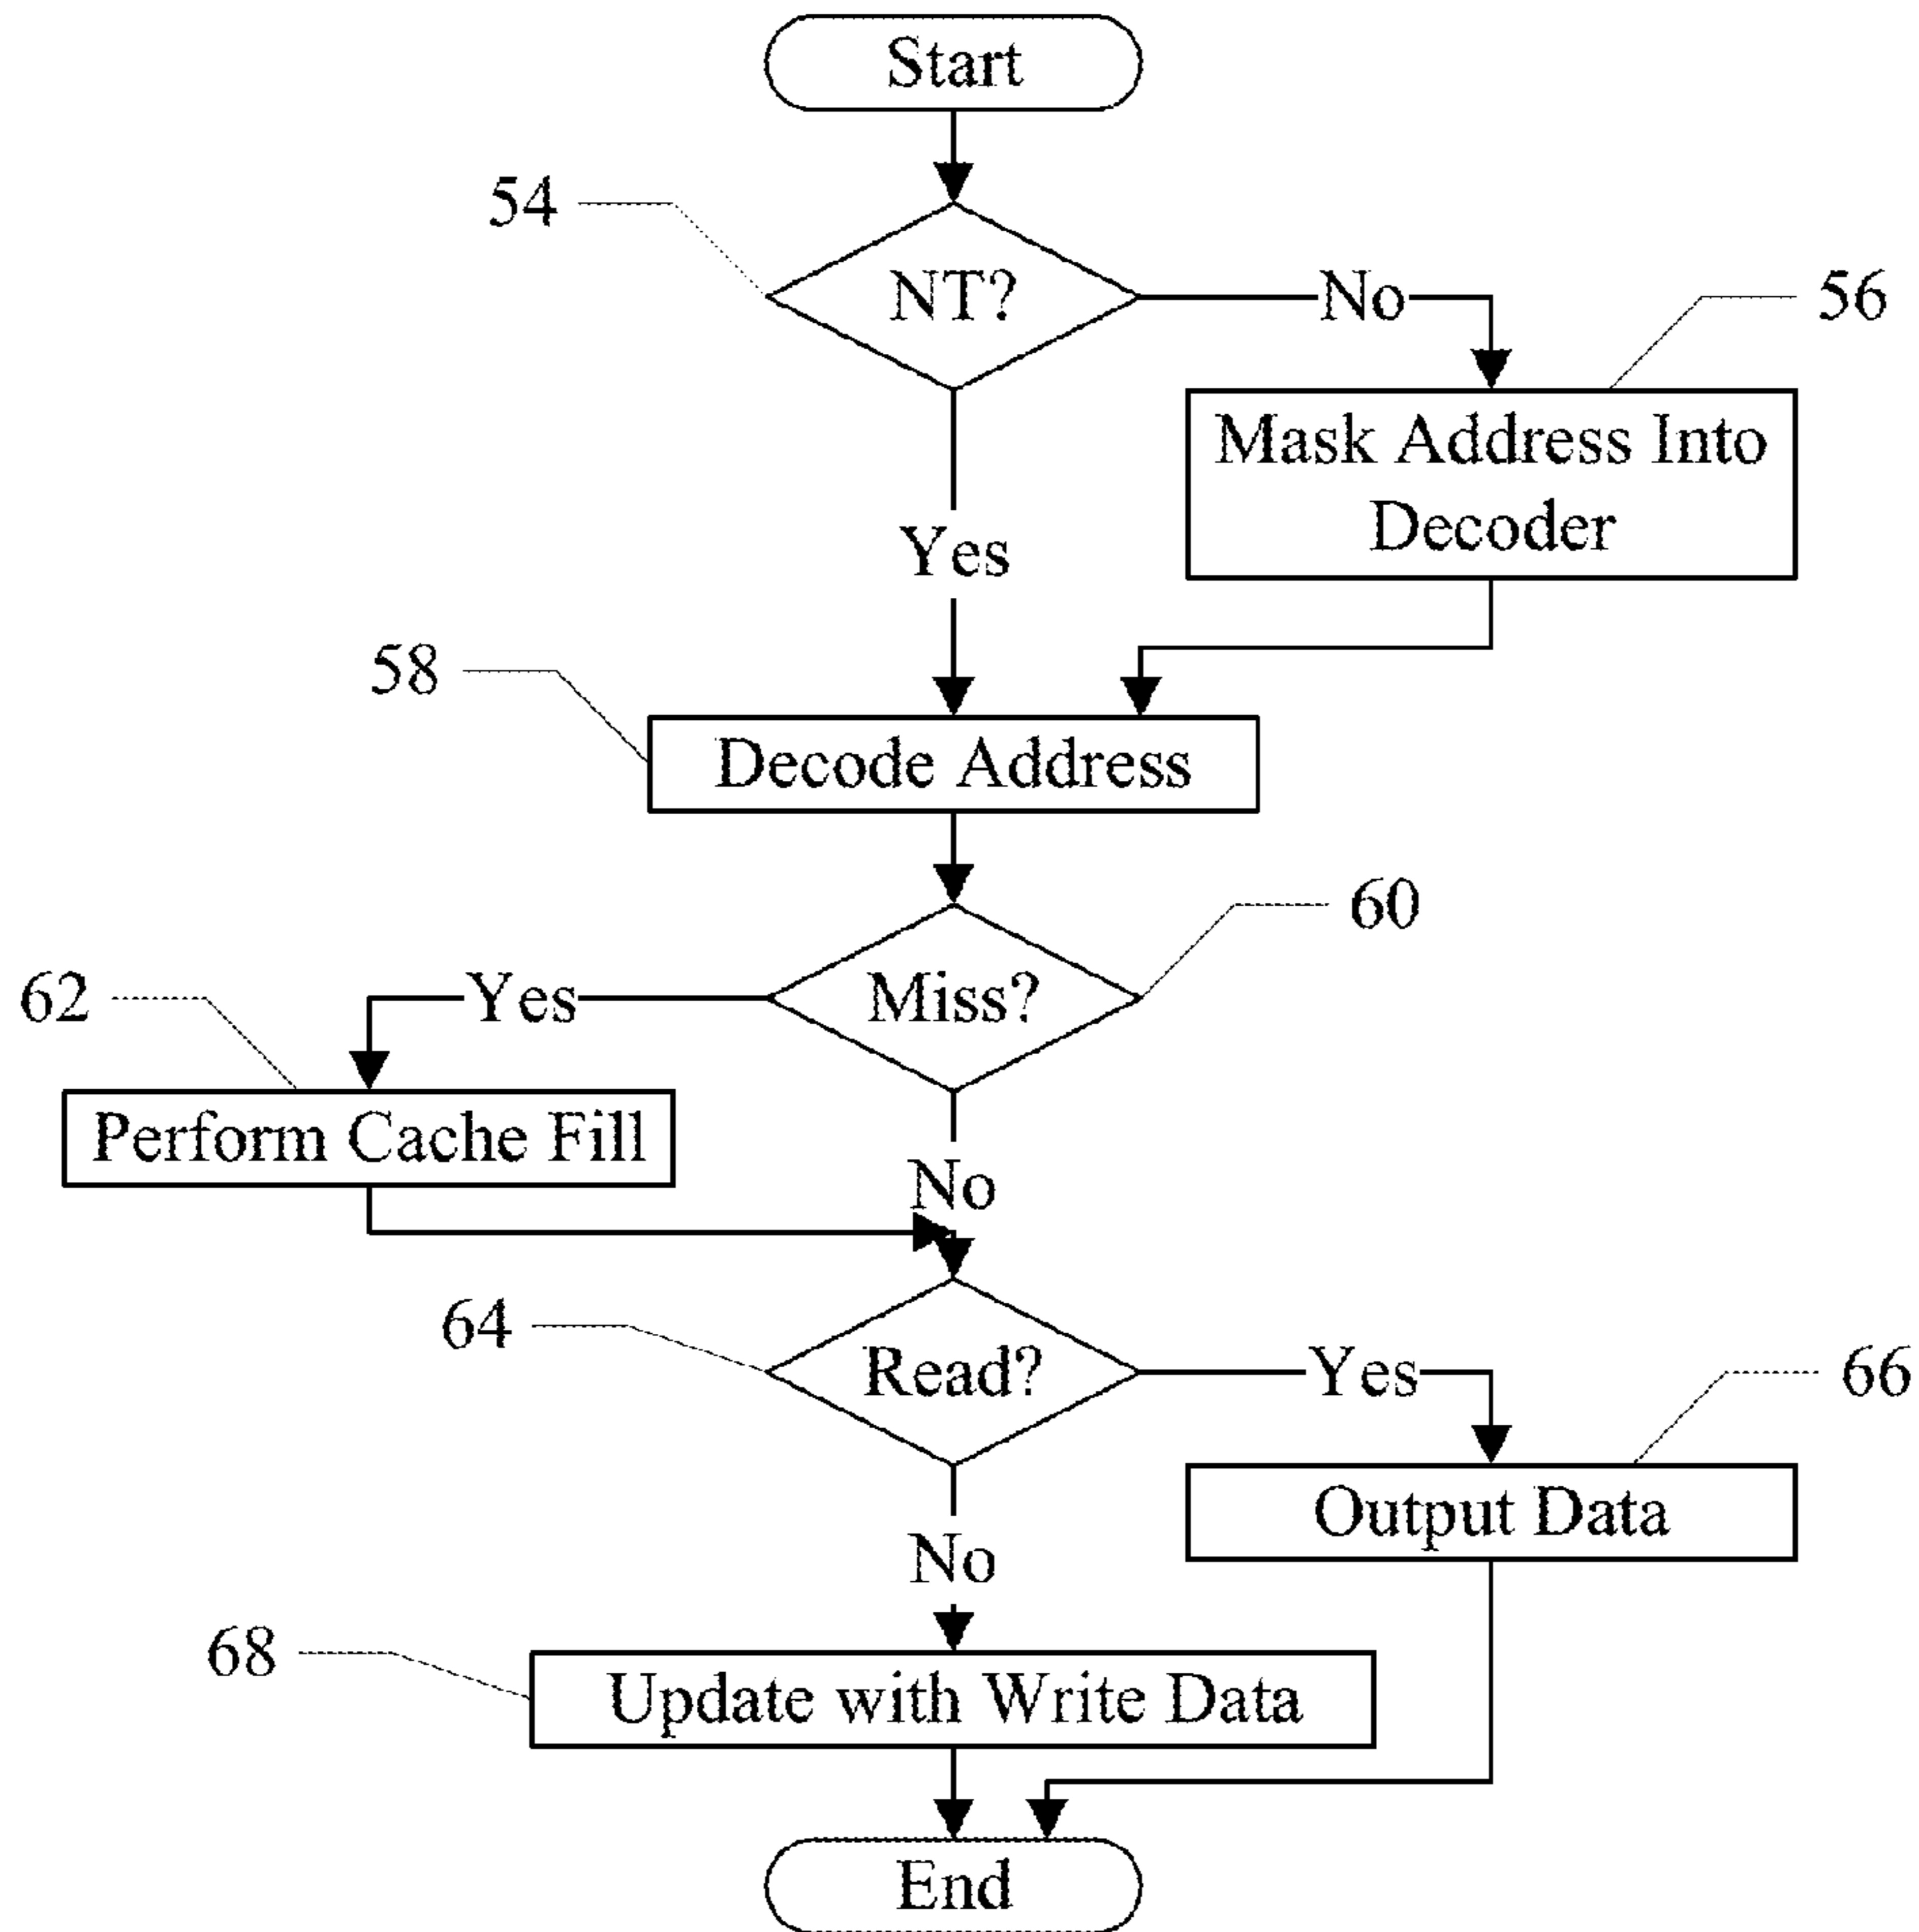 Start
54
NT?
No
56
Mask Address Into
Decoder
Yes
58
Decode Address
60
62
Yes
Miss?
Perform Cache Fill
No
64
Read?
Yes
66
Output Data
No
68
Update with Write Data
End